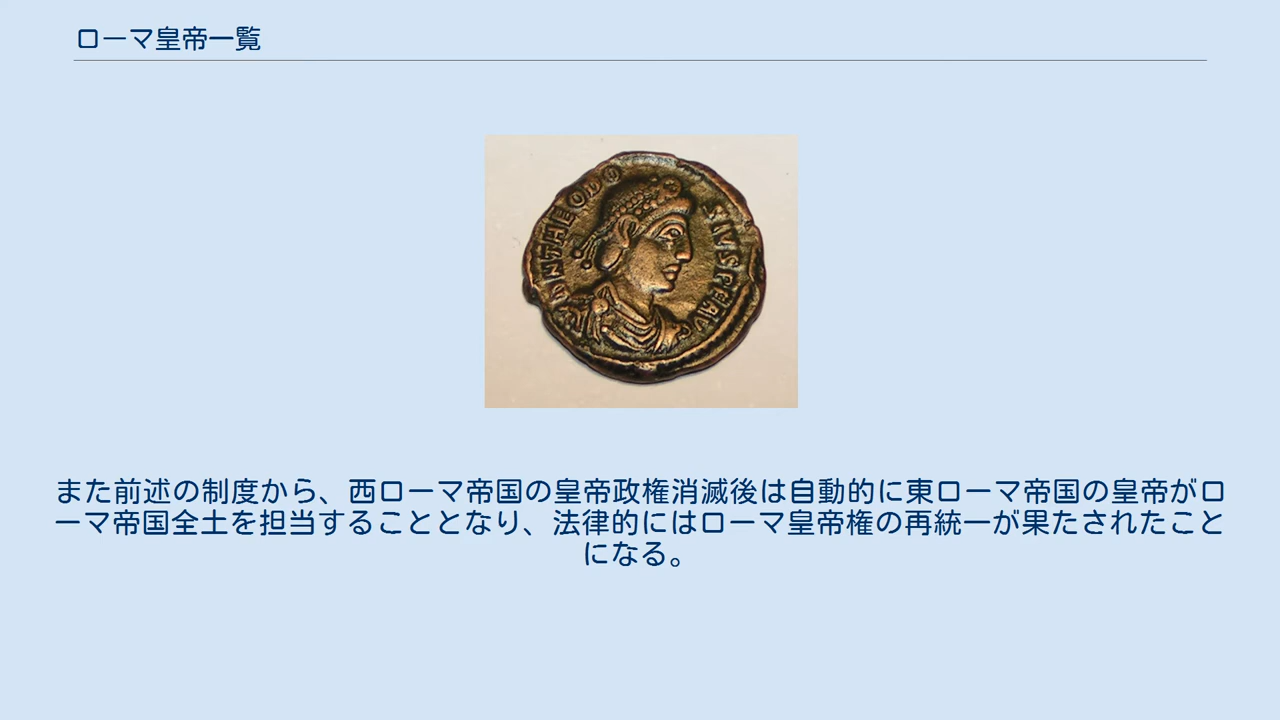 ローマ皇帝一覧
DNTHEODO
SIVSPFAVG
また前述の制度から、西ローマ帝国の皇帝政権消滅後は自動的に東ローマ帝国の皇帝がロ
ーマ帝国全土を担当することとなり、法律的にはローマ皇帝権の再統一が果たされたこと
になる。